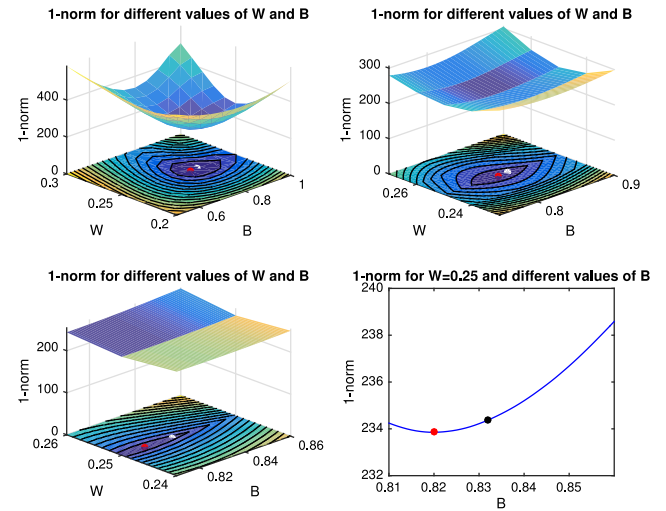 1-norm for different values of W and B
1-norm
400
200
0
0.3
0.25
0.2
W
0.6
0.8
1
B
1-norm for different values of W and B
1-norm
300
200
100
0
0.26
0.24
W
0.8
0.9
B
1-norm for different values of W and B
1-norm
200
100
0
0.26
0.25
0.24
W
0.82
0.84
0.86
B
1-norm for W=0.25 and different values of B
1-norm
240
238
236
234
232
0.81 0.82 0.83 0.84 0.85
B